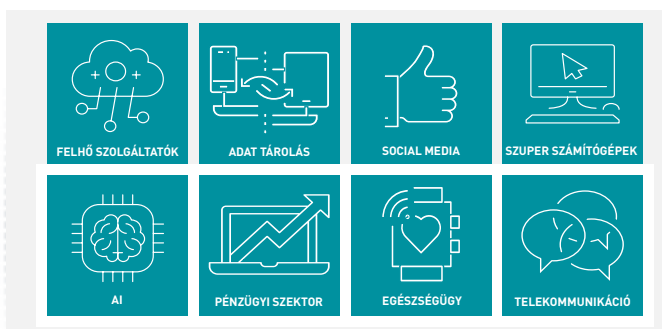 FELHŐ SZOLGÁLTATÓK
ADAT TÁROLÁS
SOCIAL MEDIA
SZUPER SZÁMÍTÓGÉPEK
AI
PÉNZÜGYI SZEKTOR
EGÉSZSÉGÜGY
TELEKOMMUNIKÁCIÓ